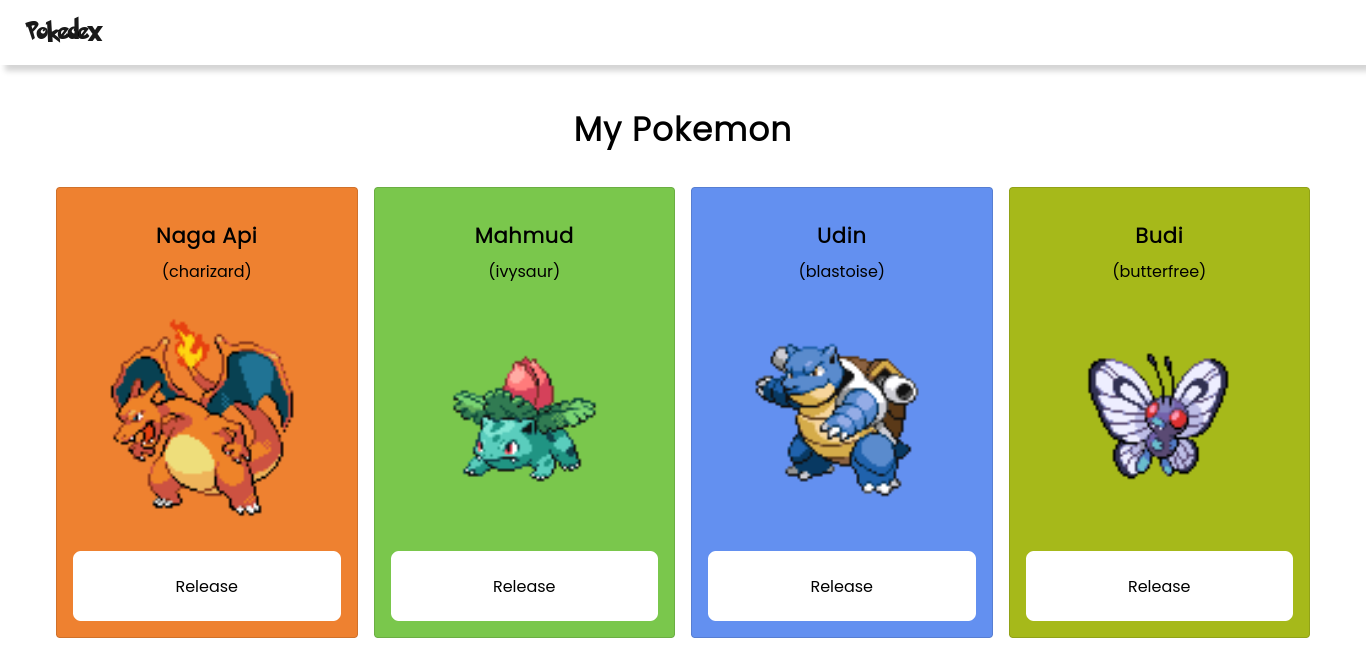 Pokedex
My Pokemon
Naga Api
(charizard)
Release
Mahmud
(ivysaur)
Release
Udin
(blastoise)
Release
Budi
(butterfree)
Release